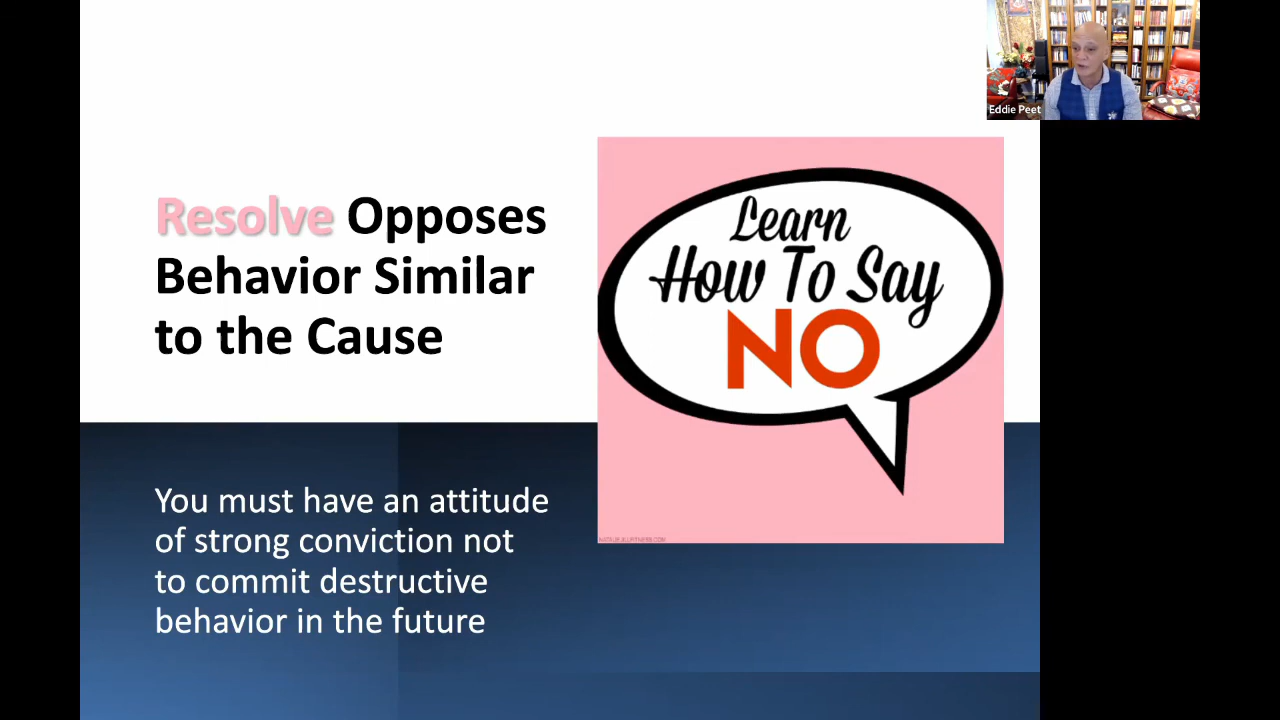 Eddie Peet
Resolve Opposes
Behavior Similar
to the Cause
Learn
How To Say
NO
You must have an attitude
of strong conviction not
to commit destructive
behavior in the future